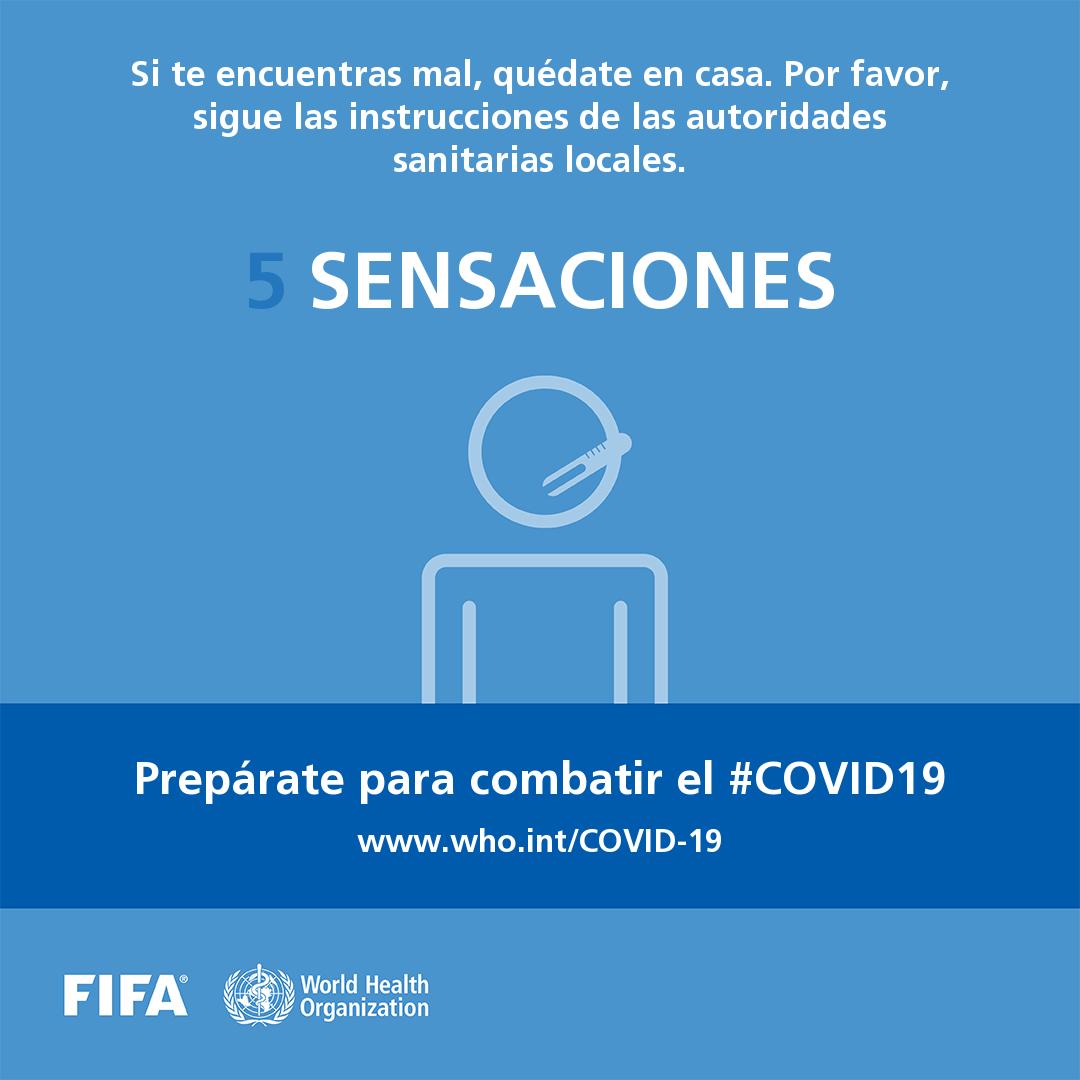 Si te encuentras mal, quédate en casa. Por favor,
sigue las instrucciones de las autoridades
sanitarias locales.
5 SENSACIONES
Prepárate para combatir el #COVID19
www.who.int/COVID-19
FIFA®
World Health
Organization